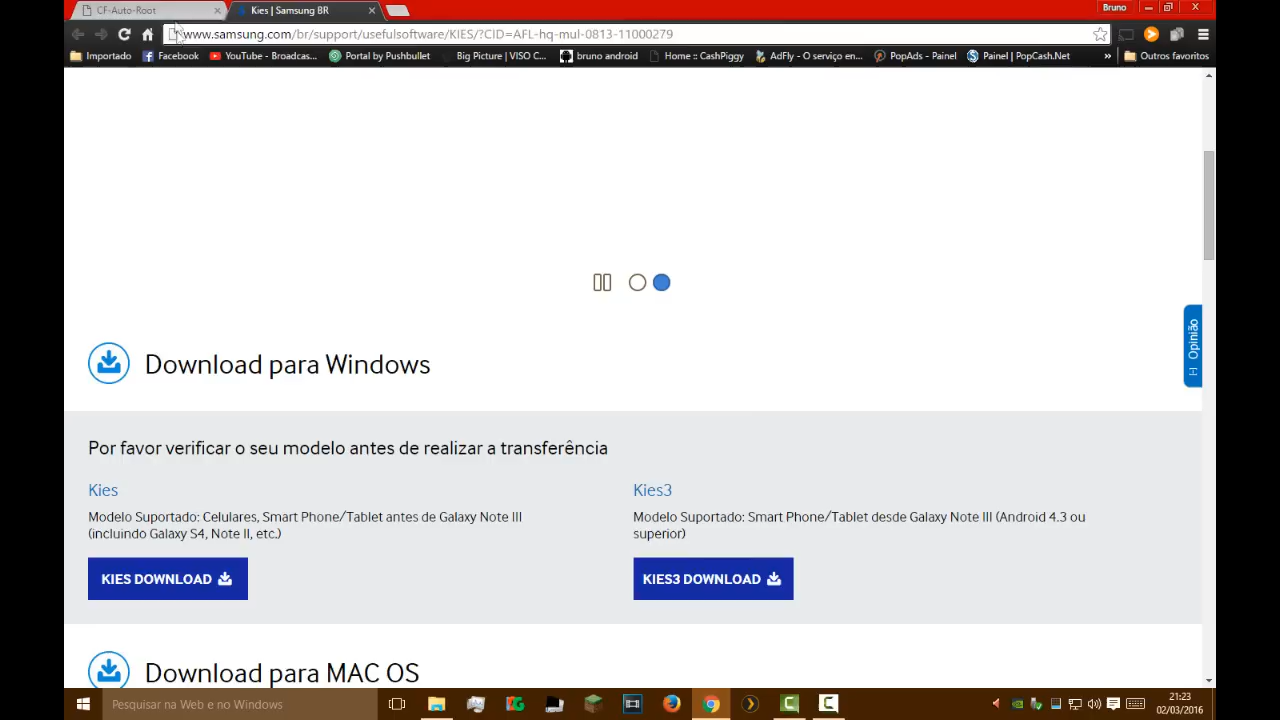 CF-Auto-Root
Kies | Samsung BR
Bruno
www.samsung.com/br/support/usefulsoftware/KIES/?CID=AFL-hq-mul-0813-11000279
Importado
Facebook
YouTube - Broadcas...
Portal by Pushbullet
Big Picture | VISO C...
bruno android
Home :: CashPiggy
AdFly - O serviço en...
PopAds - Painel
Painel | PopCash.Net
»
Outros favoritos
[-] Opinião
Download para Windows
Por favor verificar o seu modelo antes de realizar a transferência
Kies
Modelo Suportado: Celulares, Smart Phone/Tablet antes de Galaxy Note III
(incluindo Galaxy S4, Note II, etc.)
KIES DOWNLOAD
Kies3
Modelo Suportado: Smart Phone/Tablet desde Galaxy Note III (Android 4.3 ou
superior)
KIES3 DOWNLOAD
Download para MAC OS
Pesquisar na Web e no Windows
21:23
02/03/2016